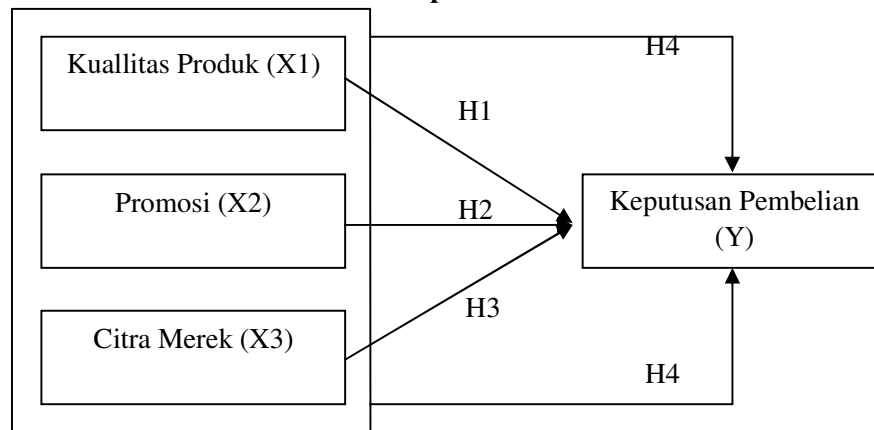 Kuallitas Produk (X1)
H4
H1
Promosi (X2)
H2
Keputusan Pembelian
(Y)
H3
Citra Merek (X3)
H4